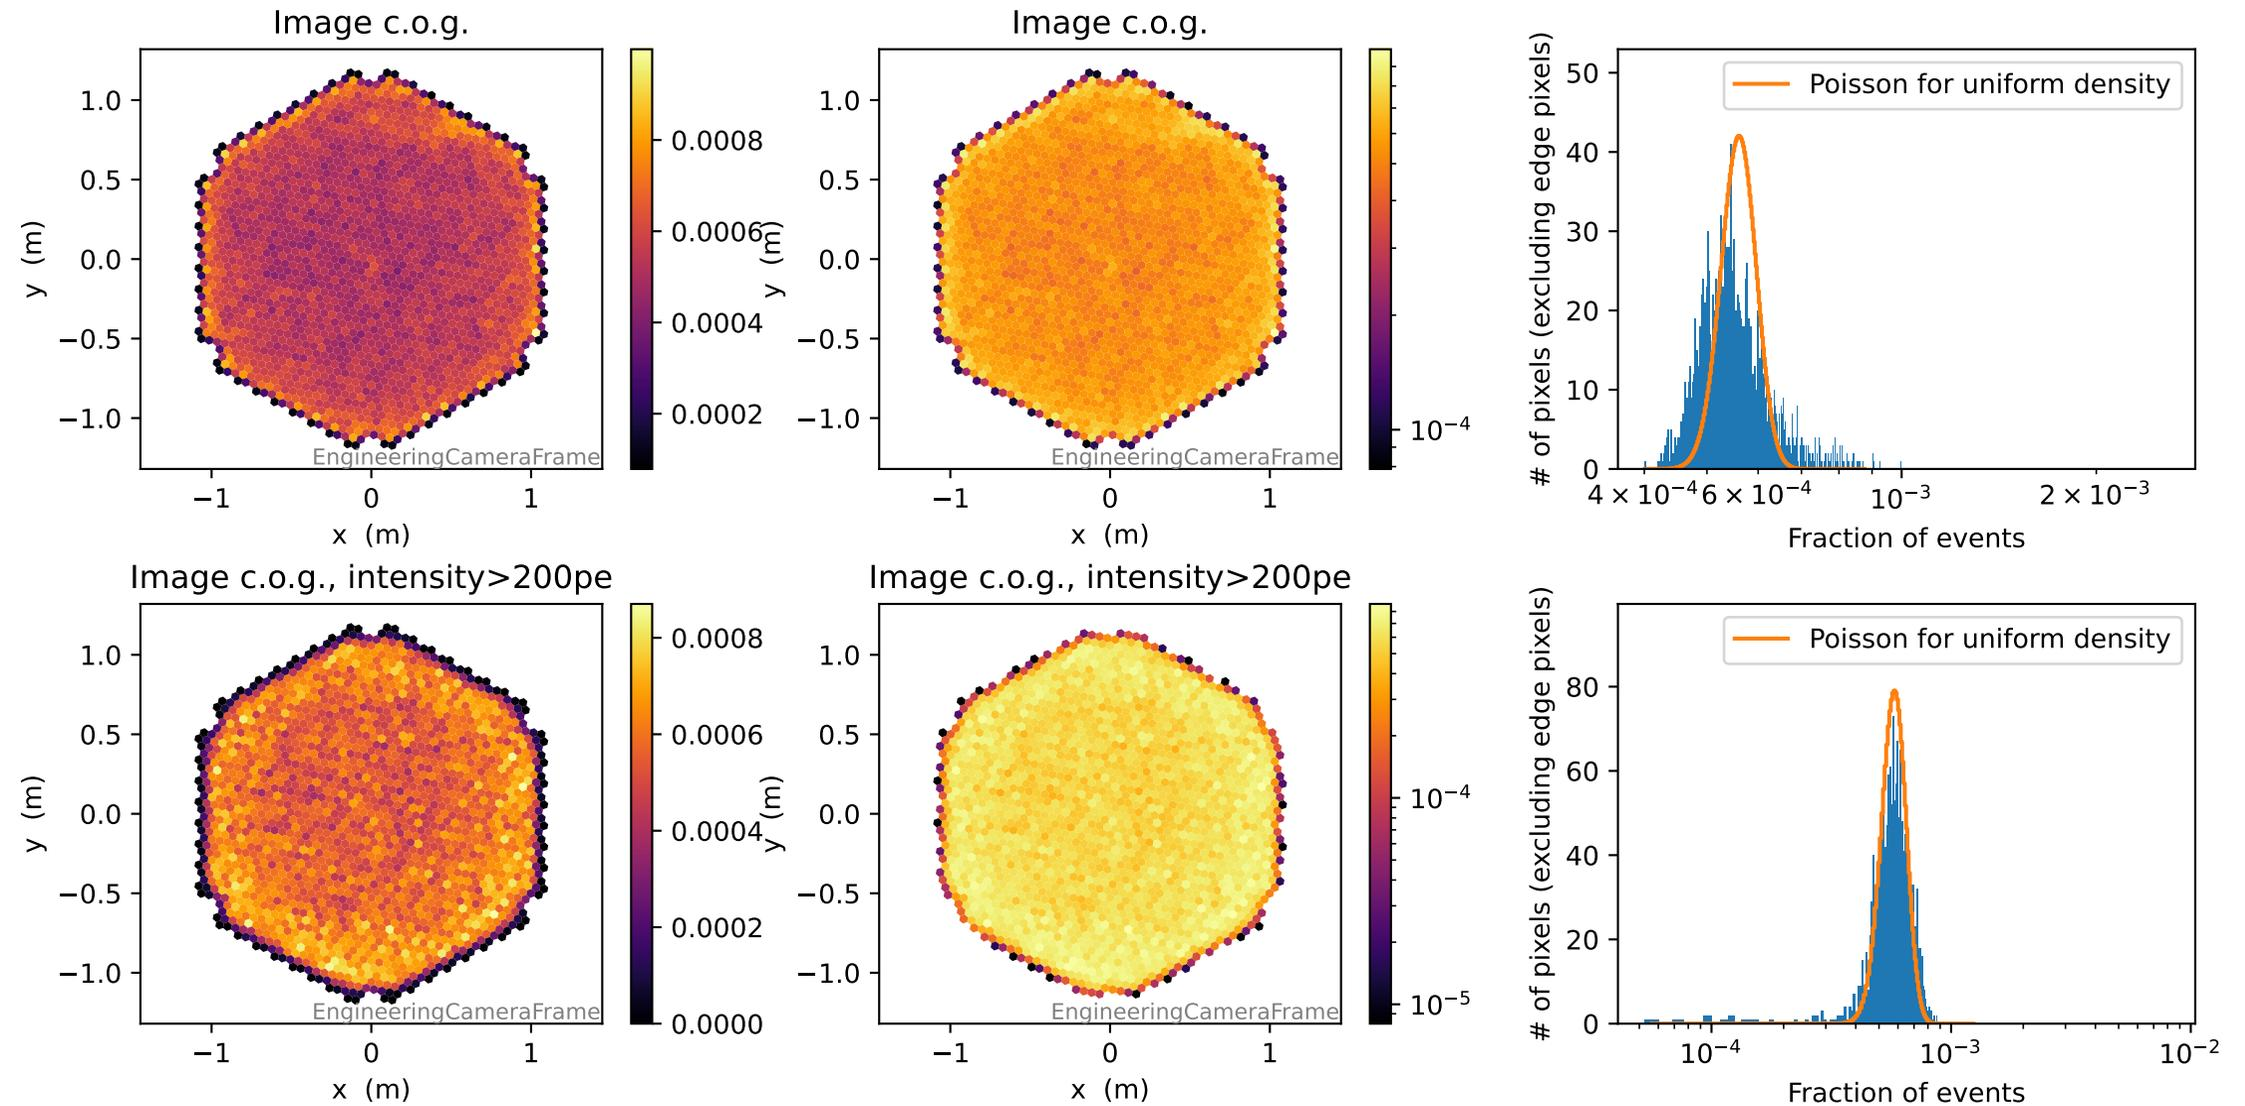 Image c.o.g.
1.0
0.5
0.0
−0.5
−1.0
y (m)
−1 0 1
x (m)
EngineeringCameraFrame
0.0008
0.0006
0.0004
0.0002
Image c.o.g.
1.0
0.5
0.0
−0.5
−1.0
y (m)
−1 0 1
x (m)
EngineeringCameraFrame
10⁻⁴
# of pixels (excluding edge pixels)
50
40
30
20
10
0
Poisson for uniform density
4 × 10⁻⁴ 6 × 10⁻⁴ 10⁻³ 2 × 10⁻³
Fraction of events
Image c.o.g., intensity>200pe
1.0
0.5
0.0
−0.5
−1.0
y (m)
−1 0 1
x (m)
EngineeringCameraFrame
0.0008
0.0006
0.0004
0.0002
0.0000
Image c.o.g., intensity>200pe
1.0
0.5
0.0
−0.5
−1.0
y (m)
−1 0 1
x (m)
EngineeringCameraFrame
10⁻⁴
10⁻⁵
# of pixels (excluding edge pixels)
80
60
40
20
0
Poisson for uniform density
10⁻⁴ 10⁻³ 10⁻²
Fraction of events